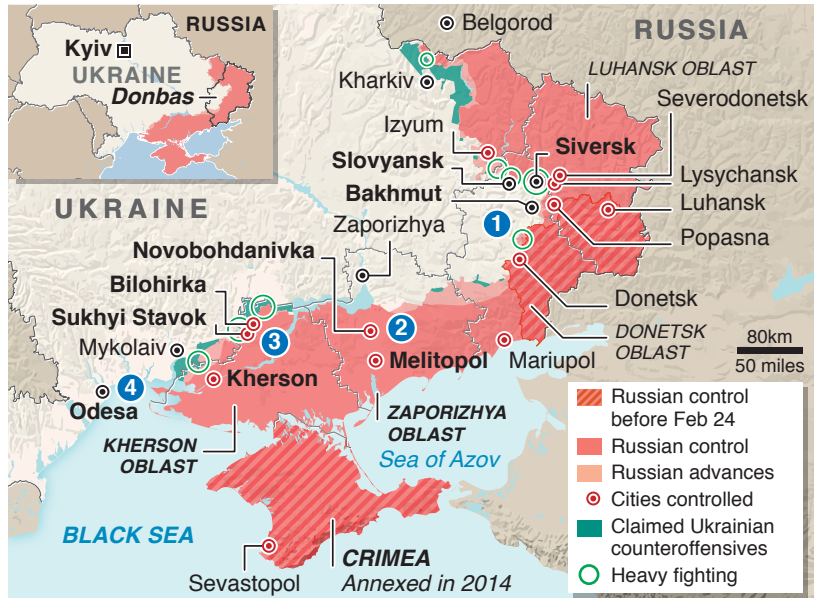 RUSSIA
Kyiv
UKRAINE
Donbas
Belgorod
RUSSIA
Kharkiv
LUHANSK OBLAST
Severodonetsk
Izyum
Siversk
Slovyansk
Lysychansk
Bakhmut
Luhansk
UKRAINE
1
Zaporizhya
Popasna
Novobohdanivka
Bilohirka
Donetsk
Sukhyi Stavok
2
DONETSK
OBLAST
3
80km
50 miles
Mykolaiv
Melitopol
Mariupol
Kherson
4
Odesa
ZAPORIZHYA
OBLAST
KHERSON
OBLAST
Sea of Azov
BLACK SEA
CRIMEA
Annexed in 2014
Sevastopol
Russian control
before Feb 24
Russian control
Russian advances
Cities controlled
Claimed Ukrainian
counteroffensives
Heavy fighting